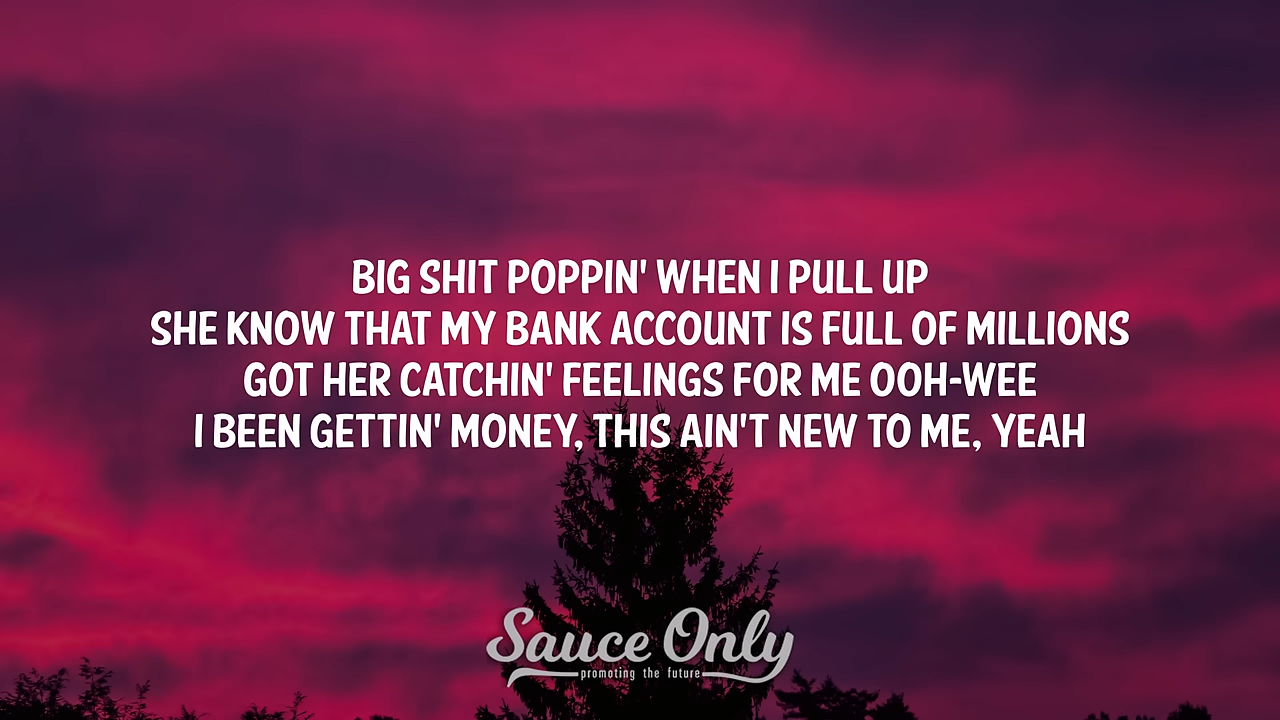 BIG SHIT POPPIN' WHEN I PULL UP
SHE KNOW THAT MY BANK ACCOUNT IS FULL OF MILLIONS
GOT HER CATCHIN' FEELINGS FOR ME OOH-WEE
I BEEN GETTIN' MONEY, THIS AIN'T NEW TO ME, YEAH
Sauce Only
promoting the future